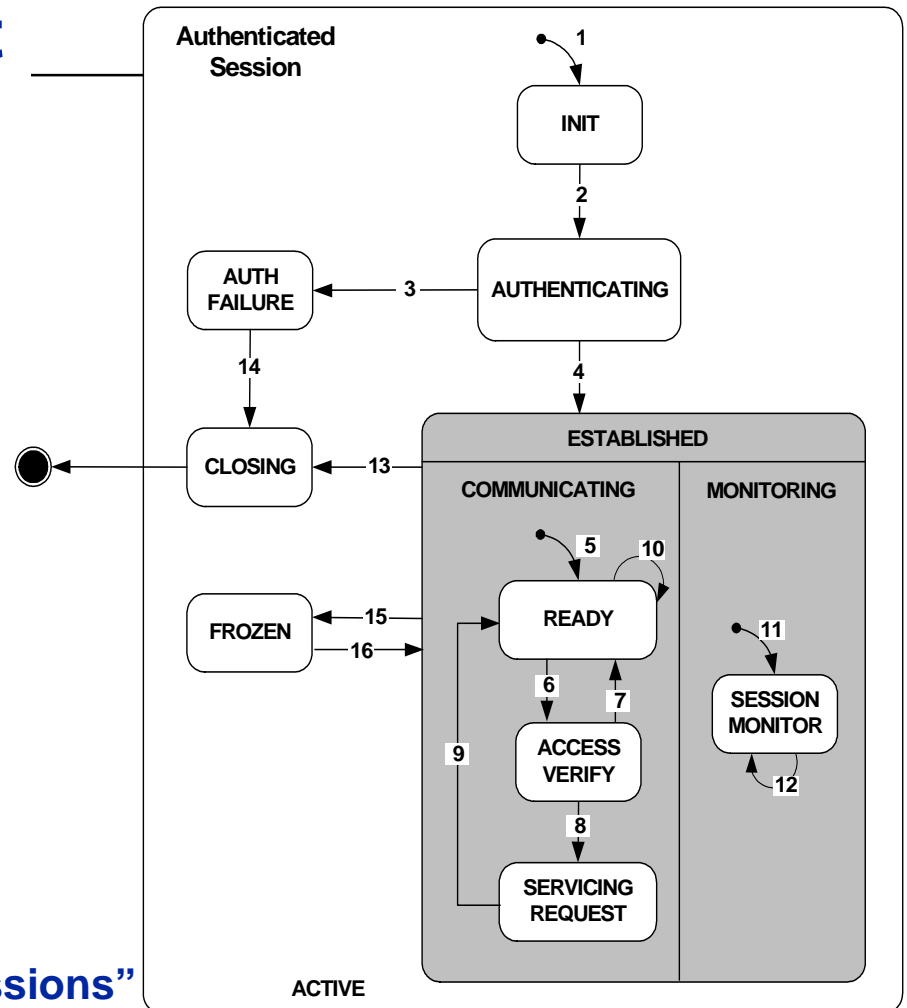 Authenticated
Session
1
INIT
2
AUTH
FAILURE
3
AUTHENTICATING
14
4
ESTABLISHED
CLOSING
13
COMMUNICATING
MONITORING
5
10
READY
15
FROZEN
16
11
6
7
SESSION
MONITOR
ACCESS
VERIFY
9
12
8
SERVICING
REQUEST
ssions”
ACTIVE